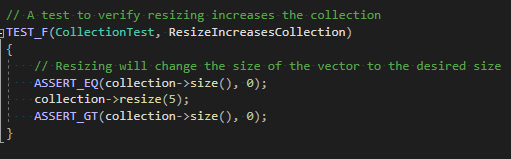 // A test to verify resizing increases the collection
TEST_F(CollectionTest, ResizeIncreasesCollection)
{
// Resizing will change the size of the vector to the desired size
ASSERT_EQ(collection->size(), 0);
collection->resize(5);
ASSERT_GT(collection->size(), 0);
}